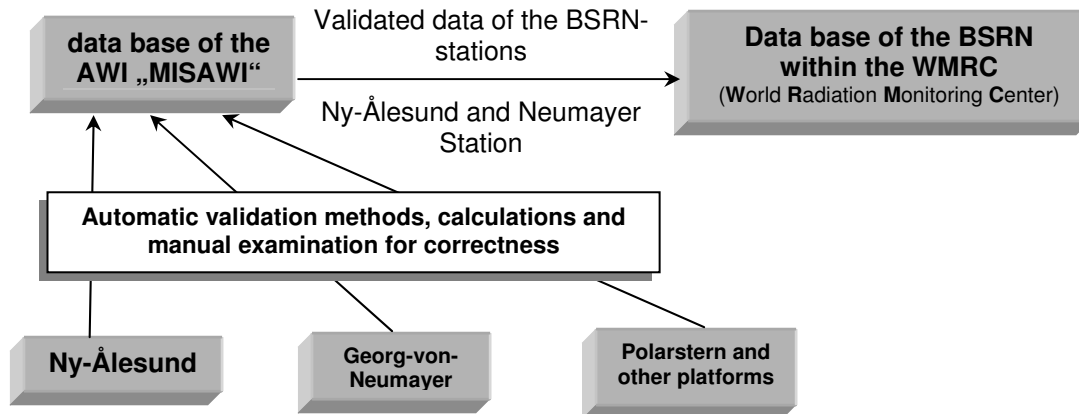 data base of the
AWI „MISAWI“
Validated data of the BSRN-
stations
Ny-Ålesund and Neumayer
Station
Data base of the BSRN
within the WMRC
(World Radiation Monitoring Center)
Automatic validation methods, calculations and
manual examination for correctness
Ny-Ålesund
Georg-von-
Neumayer
Polarstern and
other platforms